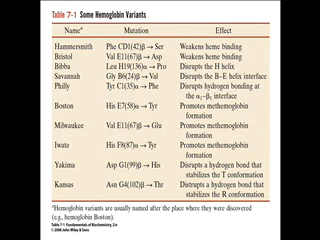 Table 7-1 Some Hemoglobin Variants
Nameᵃ Mutation Effect
Hammersmith Phe CD1(42)β → Ser Weakens heme binding
Bristol Val E11(67)β → Asp Weakens heme binding
Bibba Leu H19(136)α → Pro Disrupts the H helix
Savannah Gly B6(24)β → Val Disrupts the B–E helix interface
Philly Tyr C1(35)α → Phe Disrupts hydrogen bonding at
the α₁–β₁ interface
Boston His E7(58)α → Tyr Promotes methemoglobin
formation
Milwaukee Val E11(67)β → Glu Promotes methemoglobin
formation
Iwate His F8(87)α → Tyr Promotes methemoglobin
formation
Yakima Asp G1(99)β → His Disrupts a hydrogen bond that
stabilizes the T conformation
Kansas Asn G4(102)β → Thr Disrupts a hydrogen bond that
stabilizes the R conformation
ᵃHemoglobin variants are usually named after the place where they were discovered
(e.g., hemoglobin Boston).
Table 7-1 Fundamentals of Biochemistry, 2/e
© 2006 John Wiley & Sons